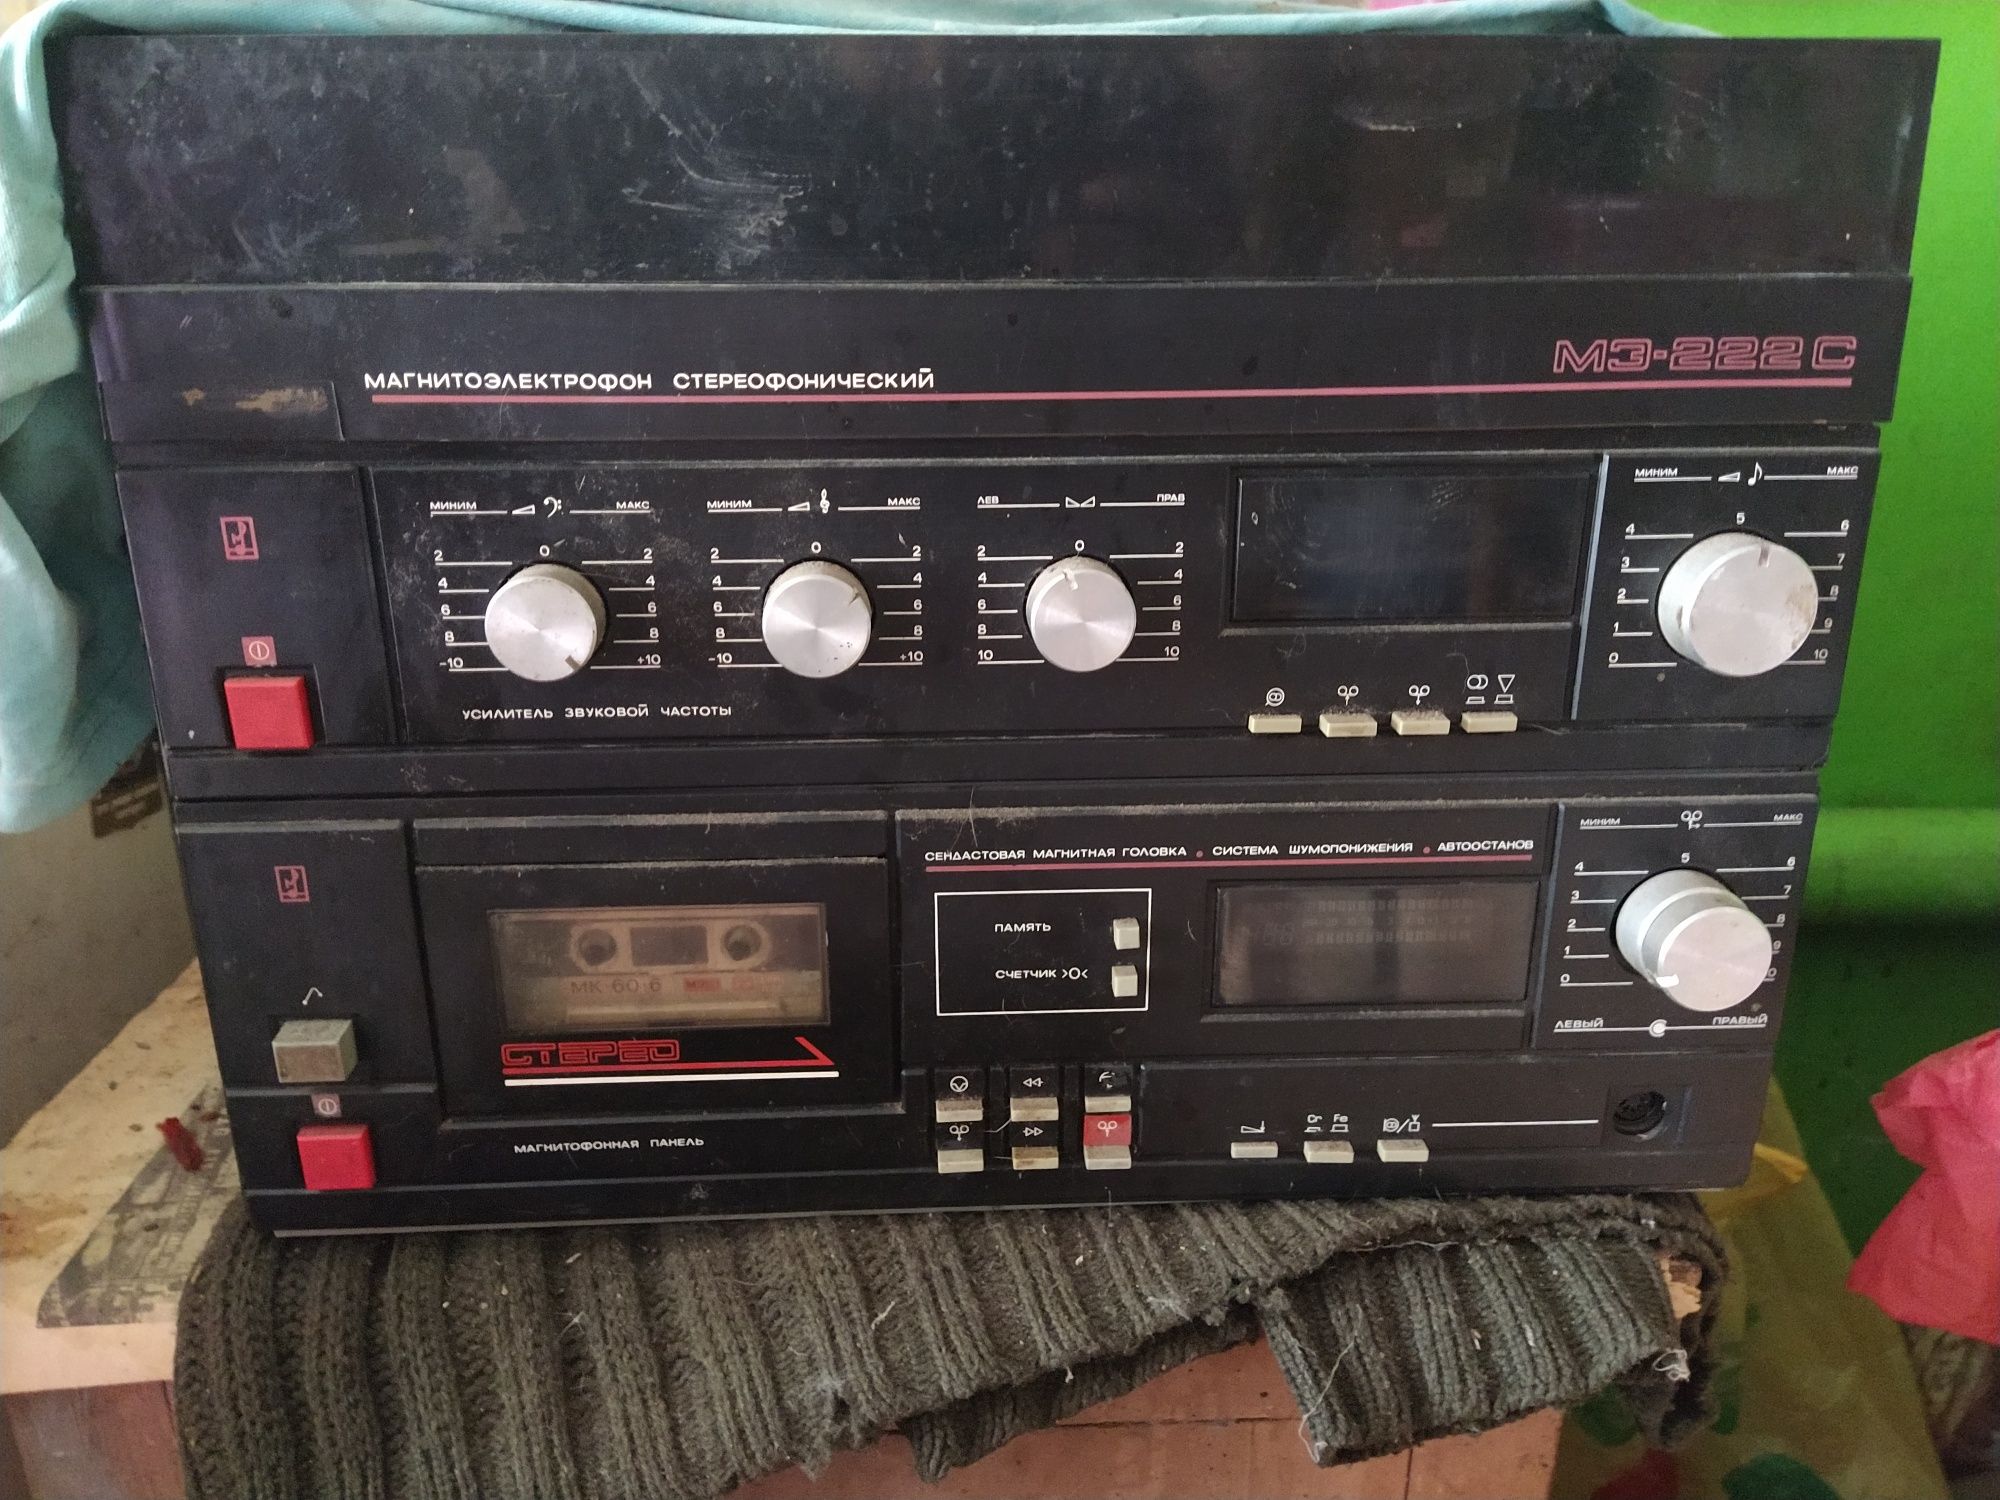 МАГНИТОЭЛЕКТРОФОН СТЕРЕОФОНИЧЕСКИЙ
МЭ-222 С
МИНИМ МАКС
МИНИМ МАКС
ЛЕВ ПРАВ
МИНИМ МАКС
2 0 2
4 4
6 6
8 8
-10 +10
2 0 2
4 4
6 6
8 8
-10 +10
2 0 2
4 4
6 6
8 8
10 10
4 5 6
3 7
2 8
1 9
0 10
УСИЛИТЕЛЬ ЗВУКОВОЙ ЧАСТОТЫ
СЕНДАСТОВАЯ МАГНИТНАЯ ГОЛОВКА • СИСТЕМА ШУМОПОНИЖЕНИЯ • АВТООСТАНОВ
МИНИМ МАКС
4 5 6
3 7
2 8
1 9
0 10
ЛЕВЫЙ ПРАВЫЙ
ПАМЯТЬ
СЧЕТЧИК >0<
МК-60-6
СТЕРЕО
МАГНИТОФОННАЯ ПАНЕЛЬ
Cr Fe